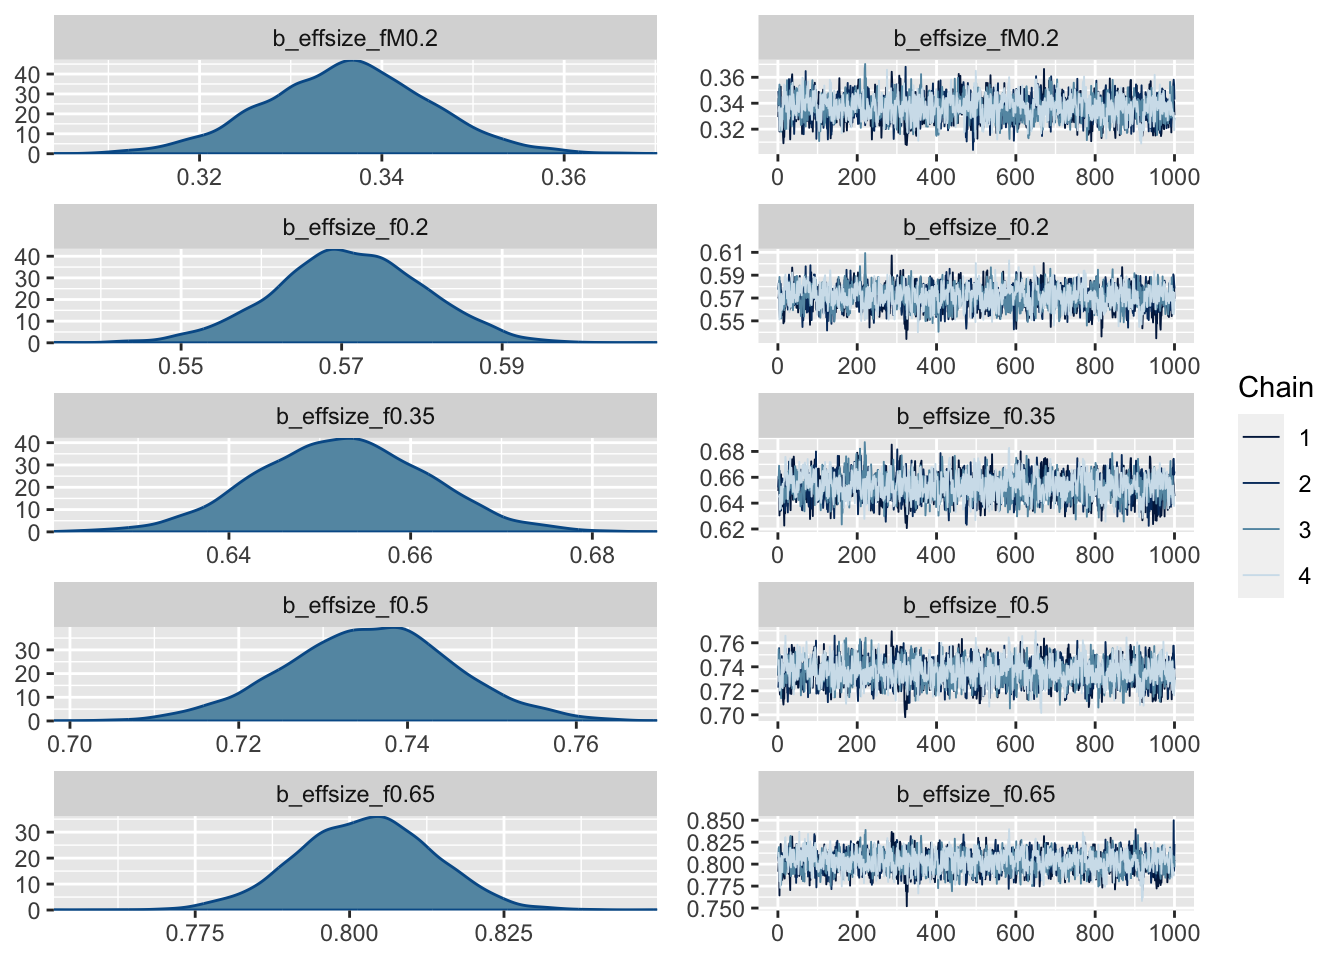 b_effsize_fM0.2
40
30
20
10
0
0.32 0.34 0.36
b_effsize_fM0.2
0.36
0.34
0.32
0 200 400 600 800 1000
b_effsize_f0.2
40
30
20
10
0
0.55 0.57 0.59
b_effsize_f0.2
0.61
0.59
0.57
0.55
0 200 400 600 800 1000
b_effsize_f0.35
40
30
20
10
0
0.64 0.66 0.68
b_effsize_f0.35
0.68
0.66
0.64
0.62
0 200 400 600 800 1000
b_effsize_f0.5
30
20
10
0
0.70 0.72 0.74 0.76
b_effsize_f0.5
0.76
0.74
0.72
0.70
0 200 400 600 800 1000
b_effsize_f0.65
30
20
10
0
0.775 0.800 0.825
b_effsize_f0.65
0.850
0.825
0.800
0.775
0.750
0 200 400 600 800 1000
Chain
1
2
3
4